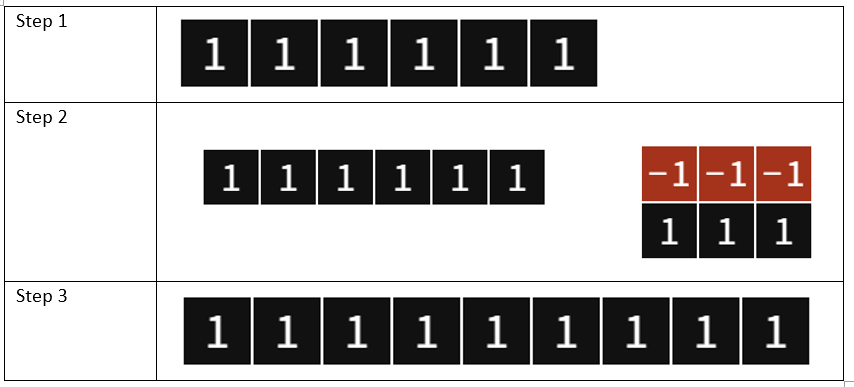 Step 1
1 1 1 1 1 1
Step 2
1 1 1 1 1 1
−1 −1 −1
1 1 1
Step 3
1 1 1 1 1 1 1 1 1